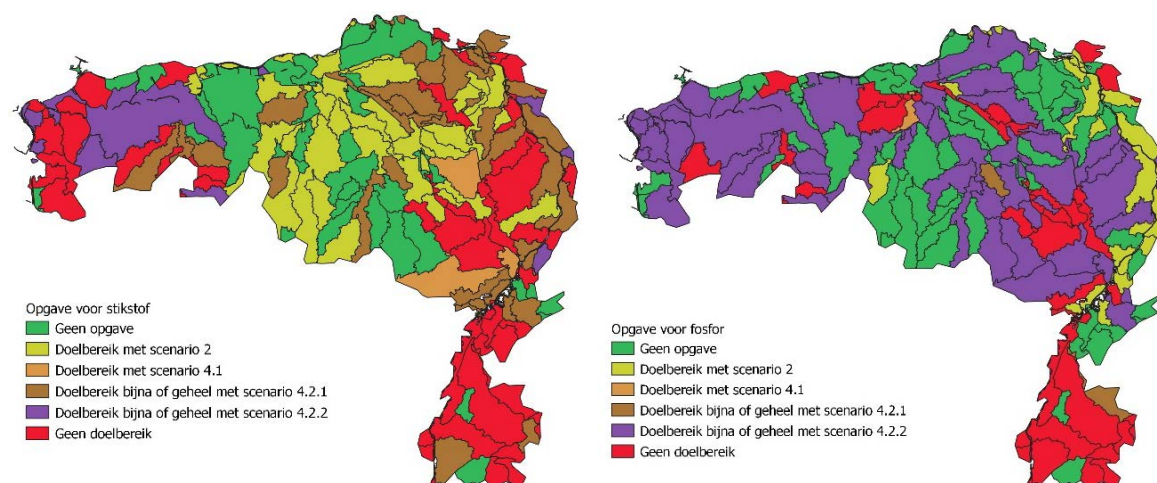 Opgave voor stikstof
Geen opgave
Doelbereik met scenario 2
Doelbereik met scenario 4.1
Doelbereik bijna of geheel met scenario 4.2.1
Doelbereik bijna of geheel met scenario 4.2.2
Geen doelbereik
Opgave voor fosfor
Geen opgave
Doelbereik met scenario 2
Doelbereik met scenario 4.1
Doelbereik bijna of geheel met scenario 4.2.1
Doelbereik bijna of geheel met scenario 4.2.2
Geen doelbereik